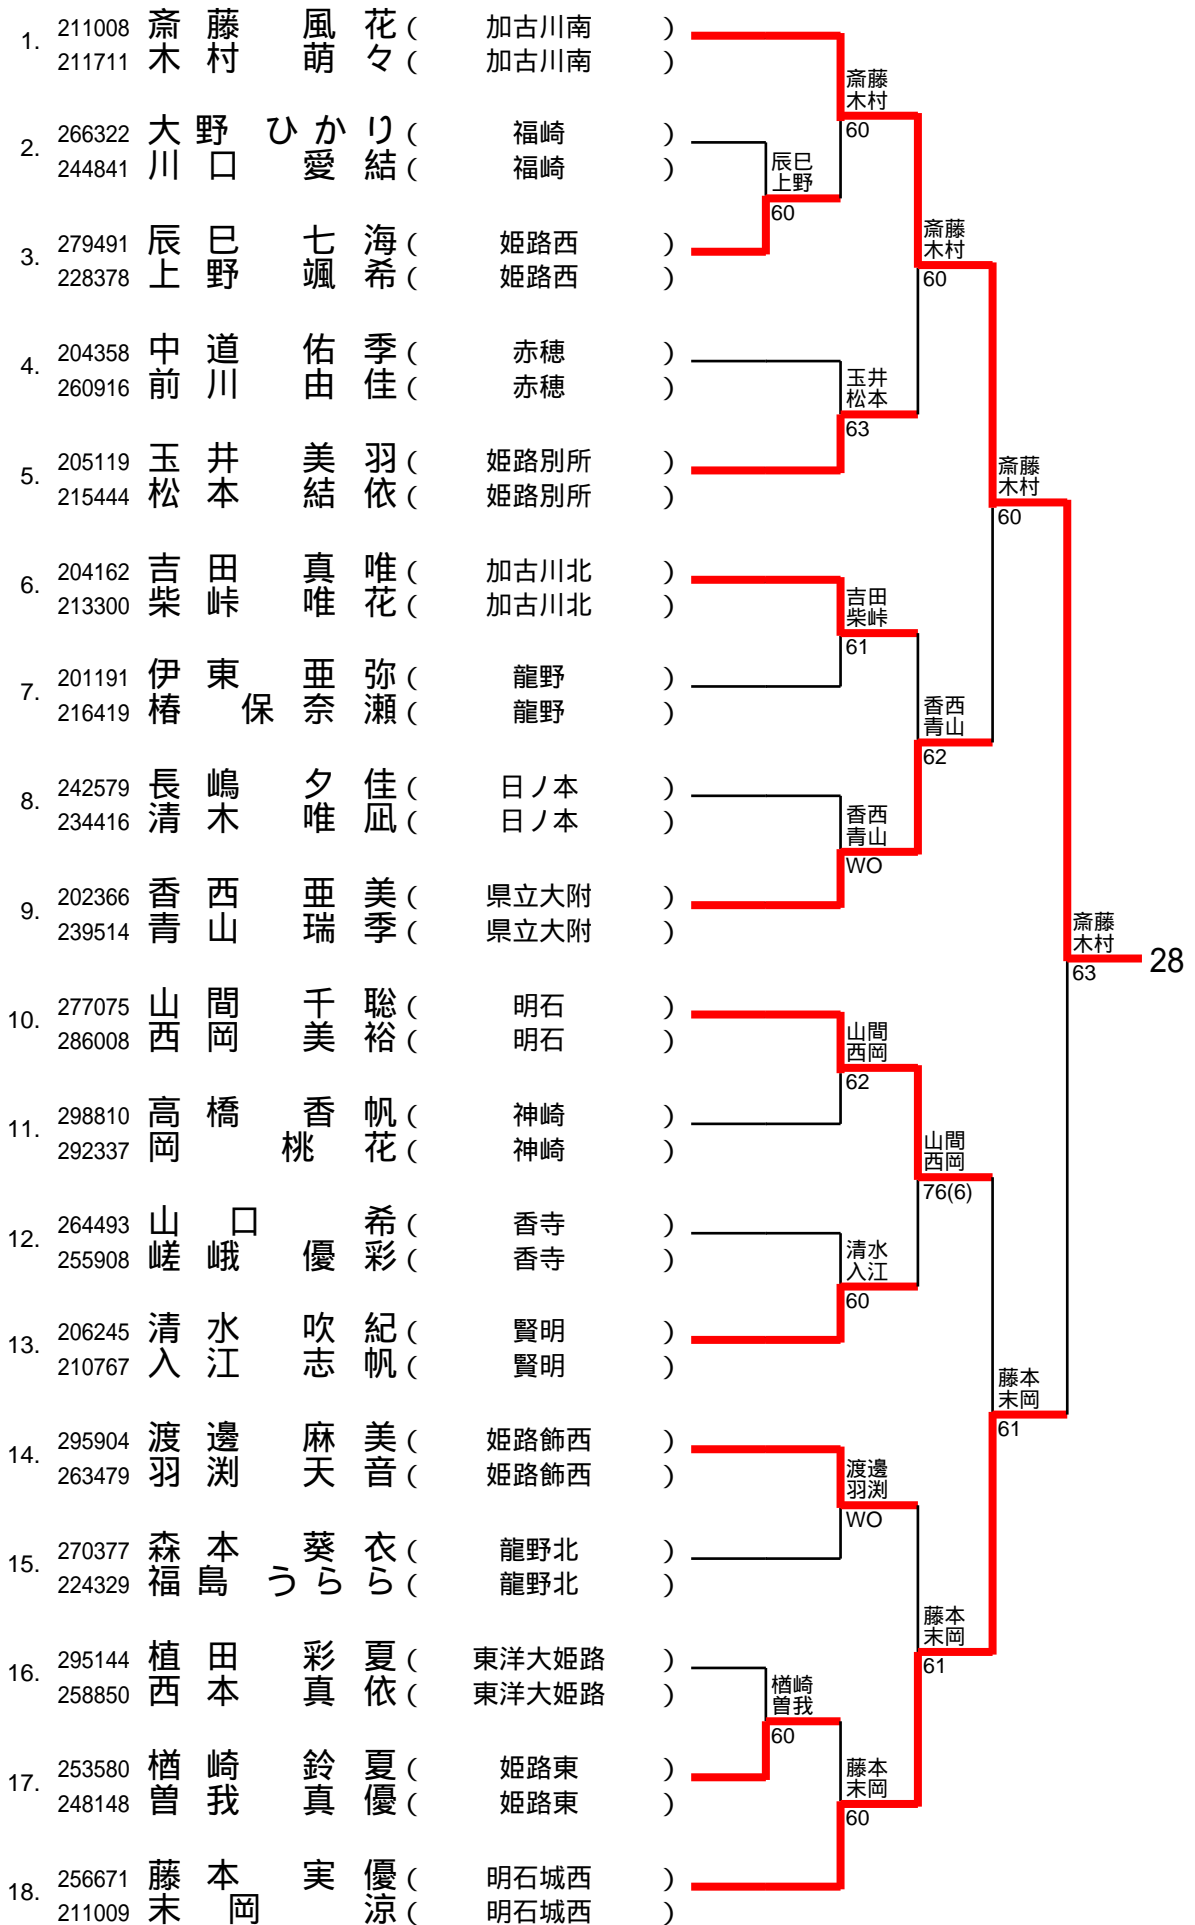 1. 211008 斎藤 風花 ( 加古川南 )
211711 木村 萌々 ( 加古川南 )
2. 266322 大野 ひかり ( 福崎 )
244841 川口 愛結 ( 福崎 )
3. 279491 辰巳 七海 ( 姫路西 )
228378 上野 颯希 ( 姫路西 )
4. 204358 中道 佑季 ( 赤穂 )
260916 前川 由佳 ( 赤穂 )
5. 205119 玉井 美羽 ( 姫路別所 )
215444 松本 結依 ( 姫路別所 )
6. 204162 吉田 真唯 ( 加古川北 )
213300 柴峠 唯花 ( 加古川北 )
7. 201191 伊東 亜弥 ( 龍野 )
216419 椿 保奈瀬 ( 龍野 )
8. 242579 長嶋 夕佳 ( 日ノ本 )
234416 清木 唯凪 ( 日ノ本 )
9. 202366 香西 亜美 ( 県立大附 )
239514 青山 瑞季 ( 県立大附 )
10. 277075 山間 千聡 ( 明石 )
286008 西岡 美裕 ( 明石 )
11. 298810 高橋 香帆 ( 神崎 )
292337 岡 桃花 ( 神崎 )
12. 264493 山口 希 ( 香寺 )
255908 嵯峨 優彩 ( 香寺 )
13. 206245 清水 吹紀 ( 賢明 )
210767 入江 志帆 ( 賢明 )
14. 295904 渡邊 麻美 ( 姫路飾西 )
263479 羽渕 天音 ( 姫路飾西 )
15. 270377 森本 葵衣 ( 龍野北 )
224329 福島 うらら ( 龍野北 )
16. 295144 植田 彩夏 ( 東洋大姫路 )
258850 西本 真依 ( 東洋大姫路 )
17. 253580 楢崎 鈴夏 ( 姫路東 )
248148 曽我 真優 ( 姫路東 )
18. 256671 藤本 実優 ( 明石城西 )
211009 末岡 涼 ( 明石城西 )
辰巳
上野
60
楢崎
曽我
60
斎藤
木村
60
玉井
松本
63
吉田
柴峠
61
香西
青山
WO
山間
西岡
62
清水
入江
60
渡邊
羽渕
WO
藤本
末岡
60
斎藤
木村
60
香西
青山
62
山間
西岡
76(6)
藤本
末岡
61
斎藤
木村
60
藤本
末岡
61
斎藤
木村
63
28